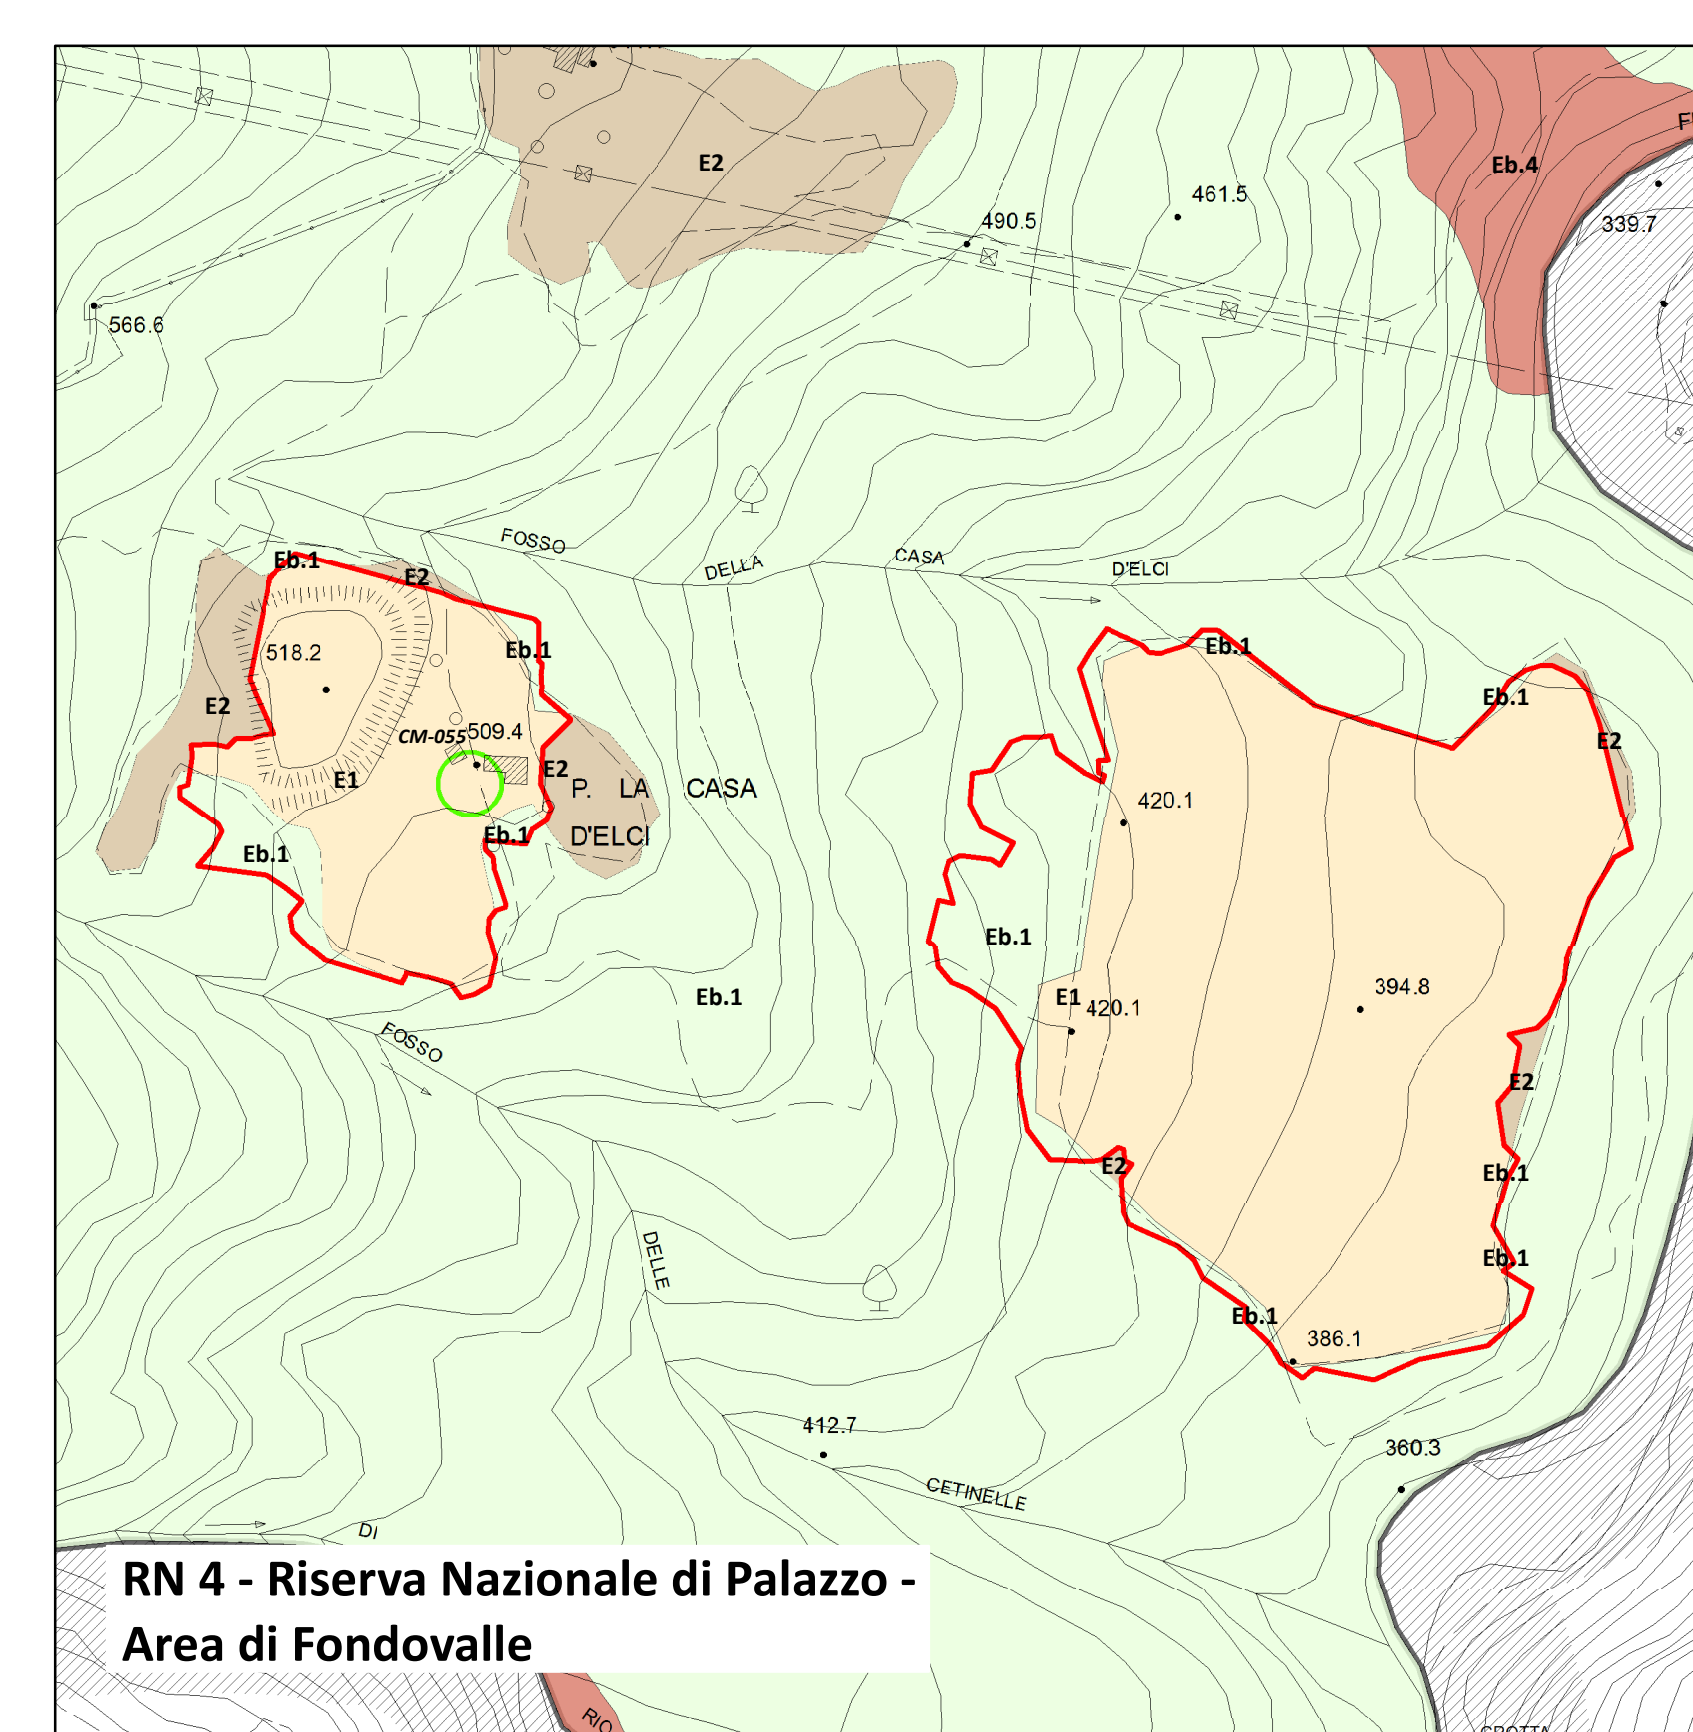 E2
Eb.4
461.5
490.5
339.7
566.6
FOSSO
DELLA
CASA
D'ELCI
Eb.1
E2
Eb.1
518.2
E2
CM-055
509.4
E1
E2
P. LA CASA
D'ELCI
Eb.1
Eb.1
Eb.1
Eb.1
E2
420.1
Eb.1
Eb.1
E1
420.1
394.8
FOSSO
E2
E2
Eb.1
DELLE
Eb.1
Eb.1
386.1
412.7
360.3
CETINELLE
DI
RN 4 - Riserva Nazionale di Palazzo -
Area di Fondovalle
RIO